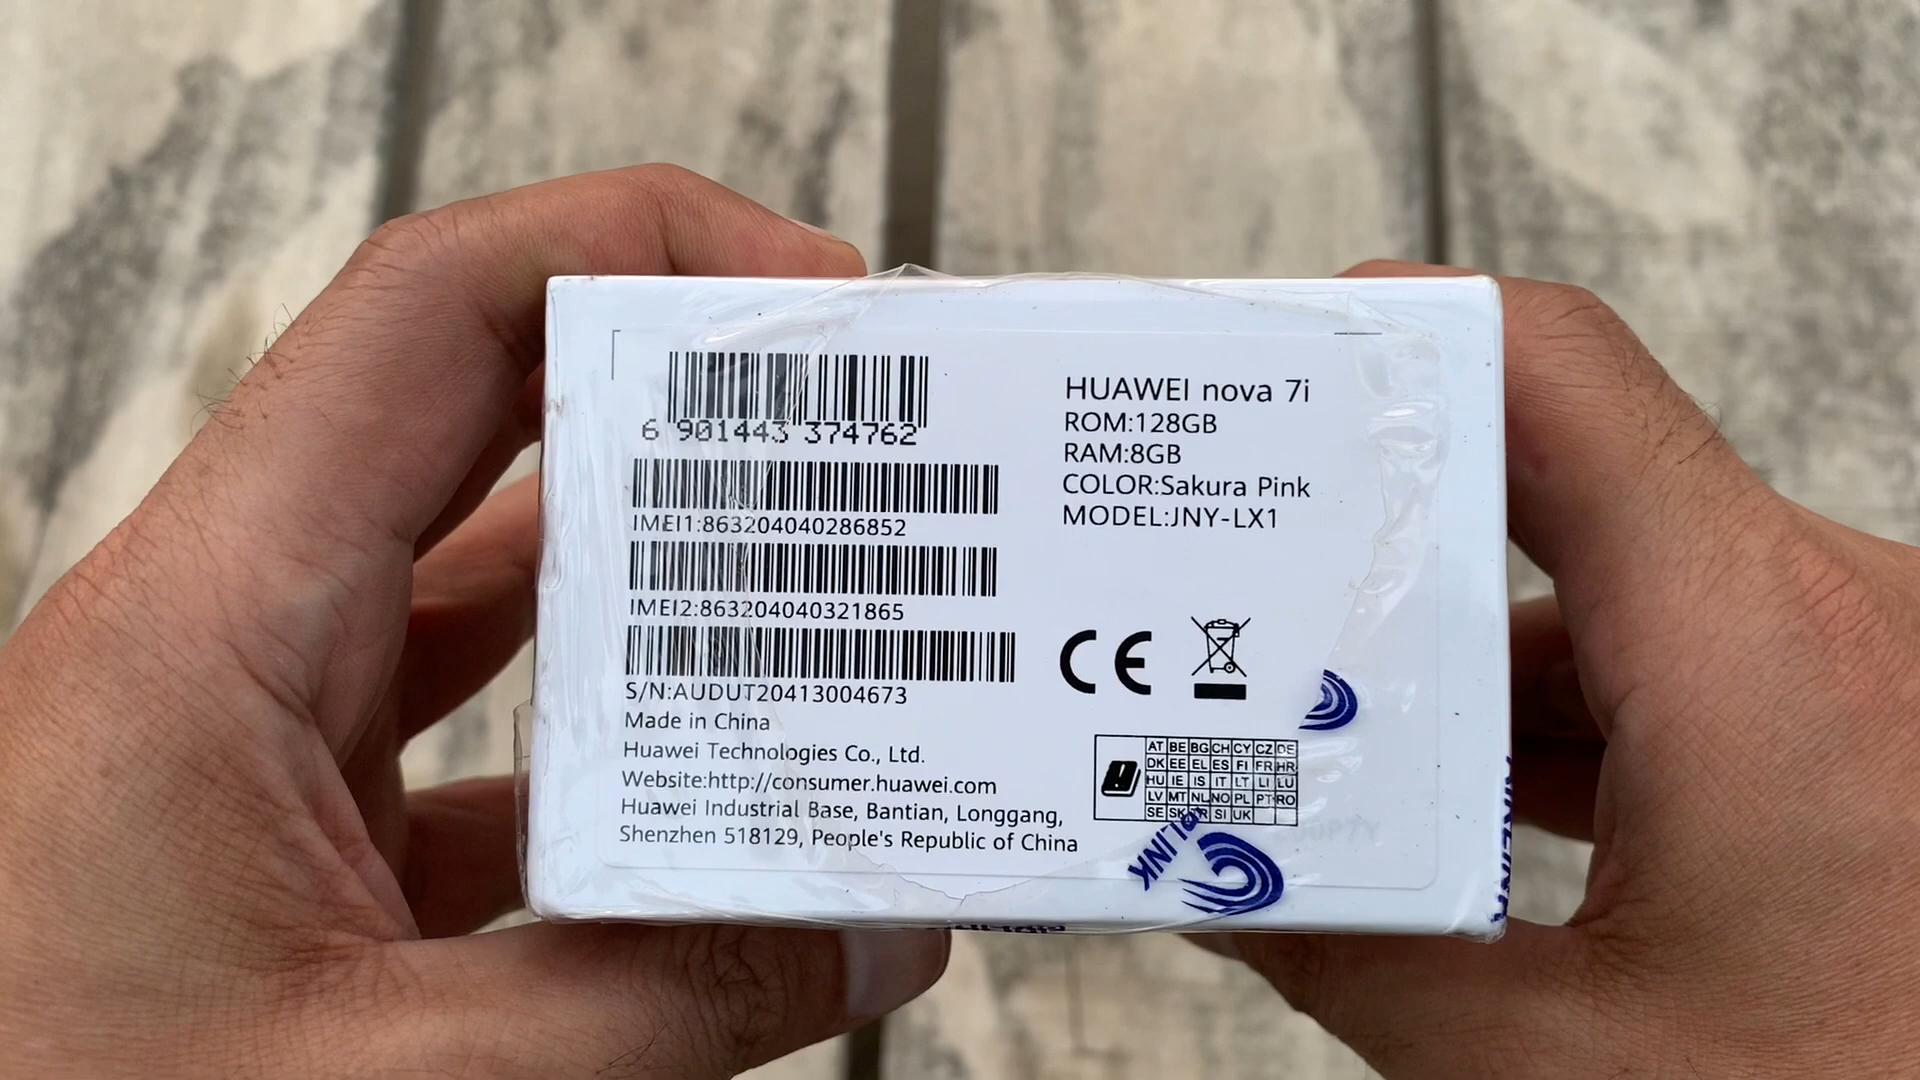 6 901443 374762
IMEI1:863204040286852
IMEI2:863204040321865
S/N:AUDUT20413004673
Made in China
Huawei Technologies Co., Ltd.
Website:http://consumer.huawei.com
Huawei Industrial Base, Bantian, Longgang,
Shenzhen 518129, People's Republic of China
HUAWEI nova 7i
ROM:128GB
RAM:8GB
COLOR:Sakura Pink
MODEL:JNY-LX1
CE
AT BE BG CH CY CZ DE
DK EE EL ES FI FR HR
HU IE IS IT LT LI LU
LV MT NL NO PL PT RO
SE SK SI UK